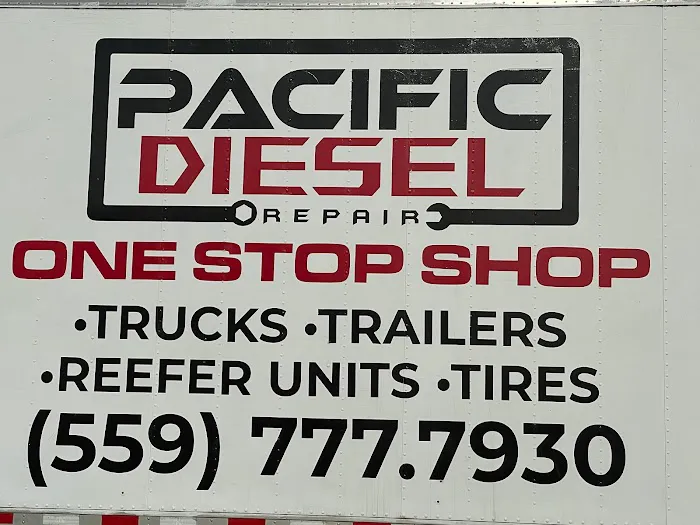 PACIFIC
DIESEL
REPAIR
ONE STOP SHOP
•TRUCKS •TRAILERS
•REEFER UNITS •TIRES
(559) 777.7930